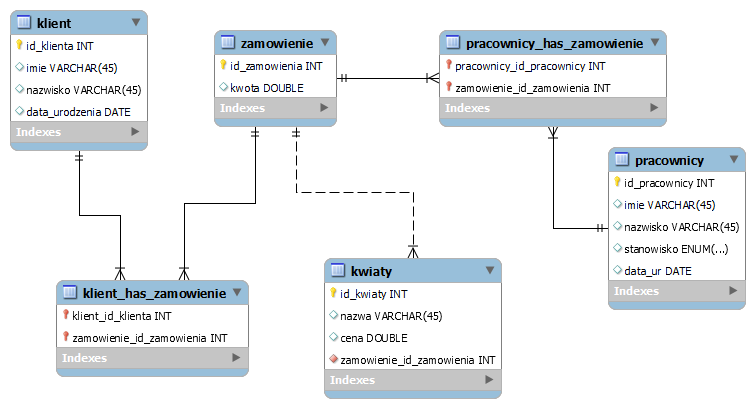 klient
id_klienta INT
imie VARCHAR(45)
nazwisko VARCHAR(45)
data_urodzenia DATE
Indexes
zamowienie
id_zamowienia INT
kwota DOUBLE
Indexes
pracownicy_has_zamowienie
pracownicy_id_pracownicy INT
zamowienie_id_zamowienia INT
Indexes
pracownicy
id_pracownicy INT
imie VARCHAR(45)
nazwisko VARCHAR(45)
stanowisko ENUM(...)
data_ur DATE
Indexes
klient_has_zamowienie
klient_id_klienta INT
zamowienie_id_zamowienia INT
Indexes
kwiaty
id_kwiaty INT
nazwa VARCHAR(45)
cena DOUBLE
zamowienie_id_zamowienia INT
Indexes